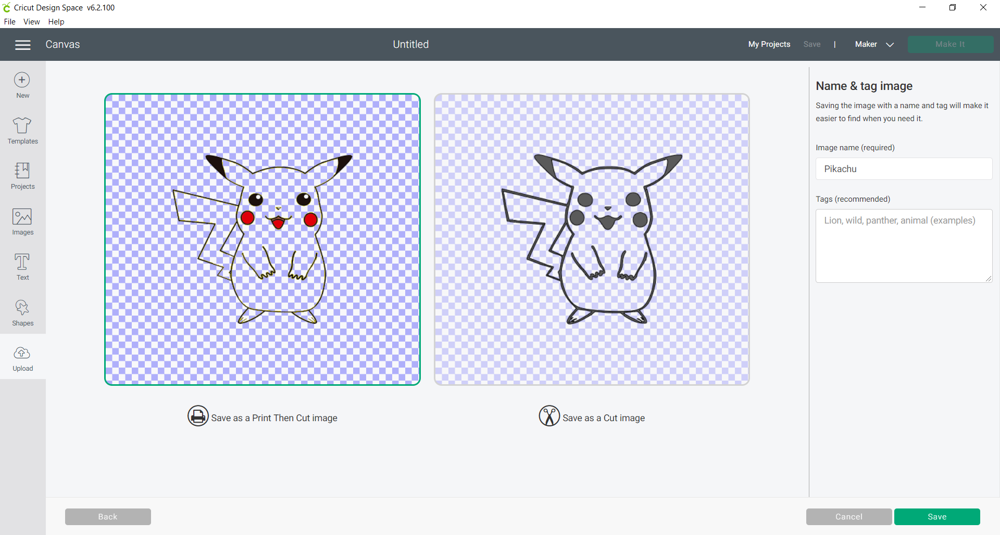 Cricut Design Space v6.2.100
File View Help
Canvas
Untitled
My Projects Save | Maker Make It
New
Templates
Projects
Images
Text
Shapes
Upload
Save as a Print Then Cut image
Save as a Cut image
Name & tag image
Saving the image with a name and tag will make it
easier to find when you need it.
Image name (required)
Pikachu
Tags (recommended)
Lion, wild, panther, animal (examples)
Back
Cancel
Save